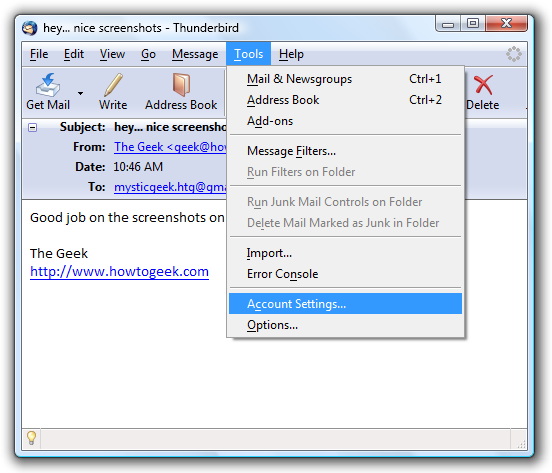 hey... nice screenshots - Thunderbird
File Edit View Go Message Tools Help
Get Mail Write Address Book Delete
Mail & Newsgroups Ctrl+1
Address Book Ctrl+2
Add-ons
Message Filters...
Run Filters on Folder
Run Junk Mail Controls on Folder
Delete Mail Marked as Junk in Folder
Import...
Error Console
Account Settings...
Options...
Subject: hey... nice screensho
From: The Geek <geek@ho
Date: 10:46 AM
To: mysticgeek.htg@gm
Good job on the screenshots on
The Geek
http://www.howtogeek.com